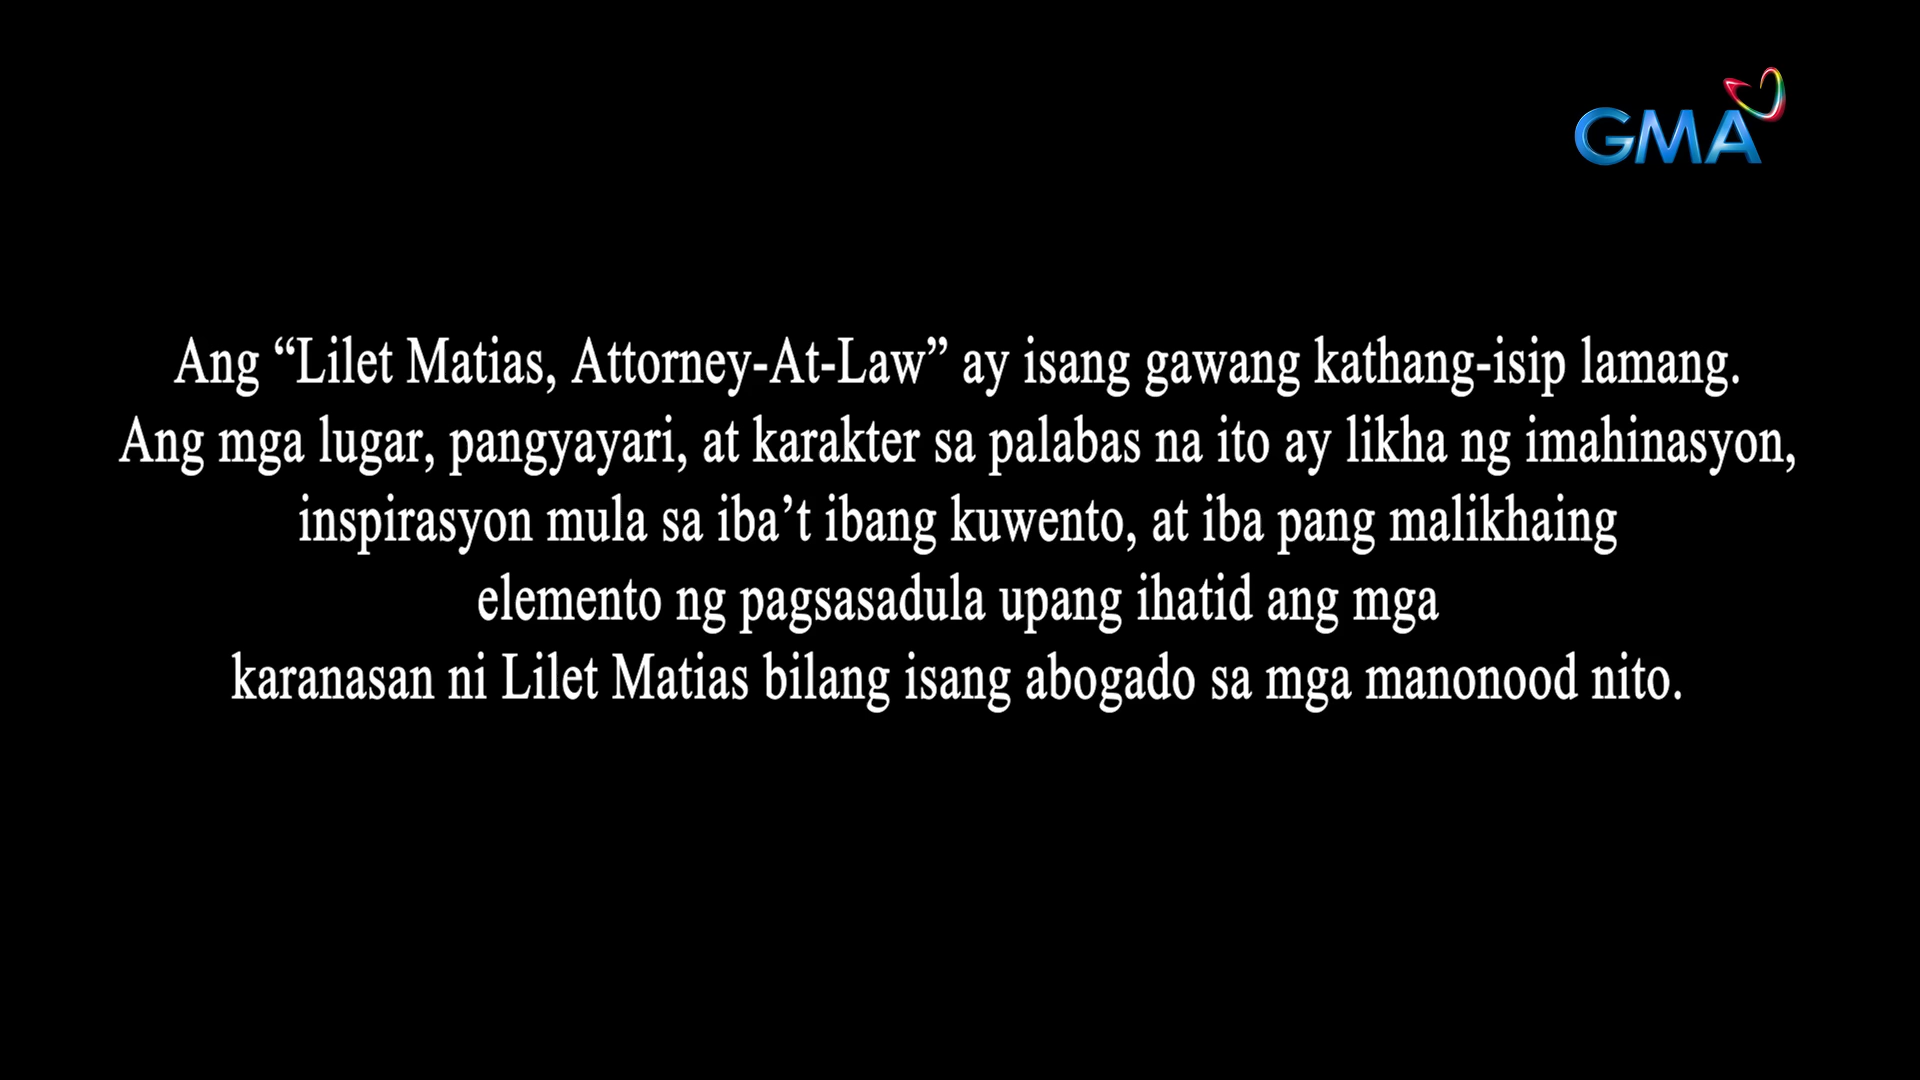 GMA
Ang “Lilet Matias, Attorney-At-Law” ay isang gawang kathang-isip lamang.
Ang mga lugar, pangyayari, at karakter sa palabas na ito ay likha ng imahinasyon,
inspirasyon mula sa iba’t ibang kuwento, at iba pang malikhaing
elemento ng pagsasadula upang ihatid ang mga
karanasan ni Lilet Matias bilang isang abogado sa mga manonood nito.